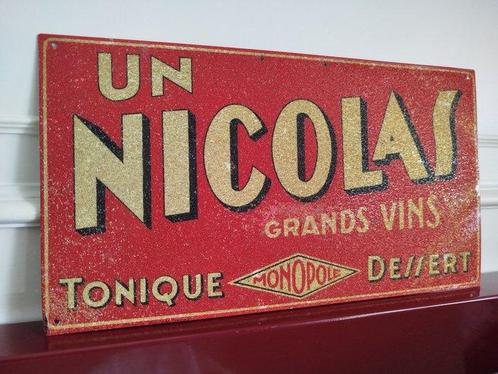 UN
NICOLAS
GRANDS VINS
TONIQUE MONOPOLE DESSERT